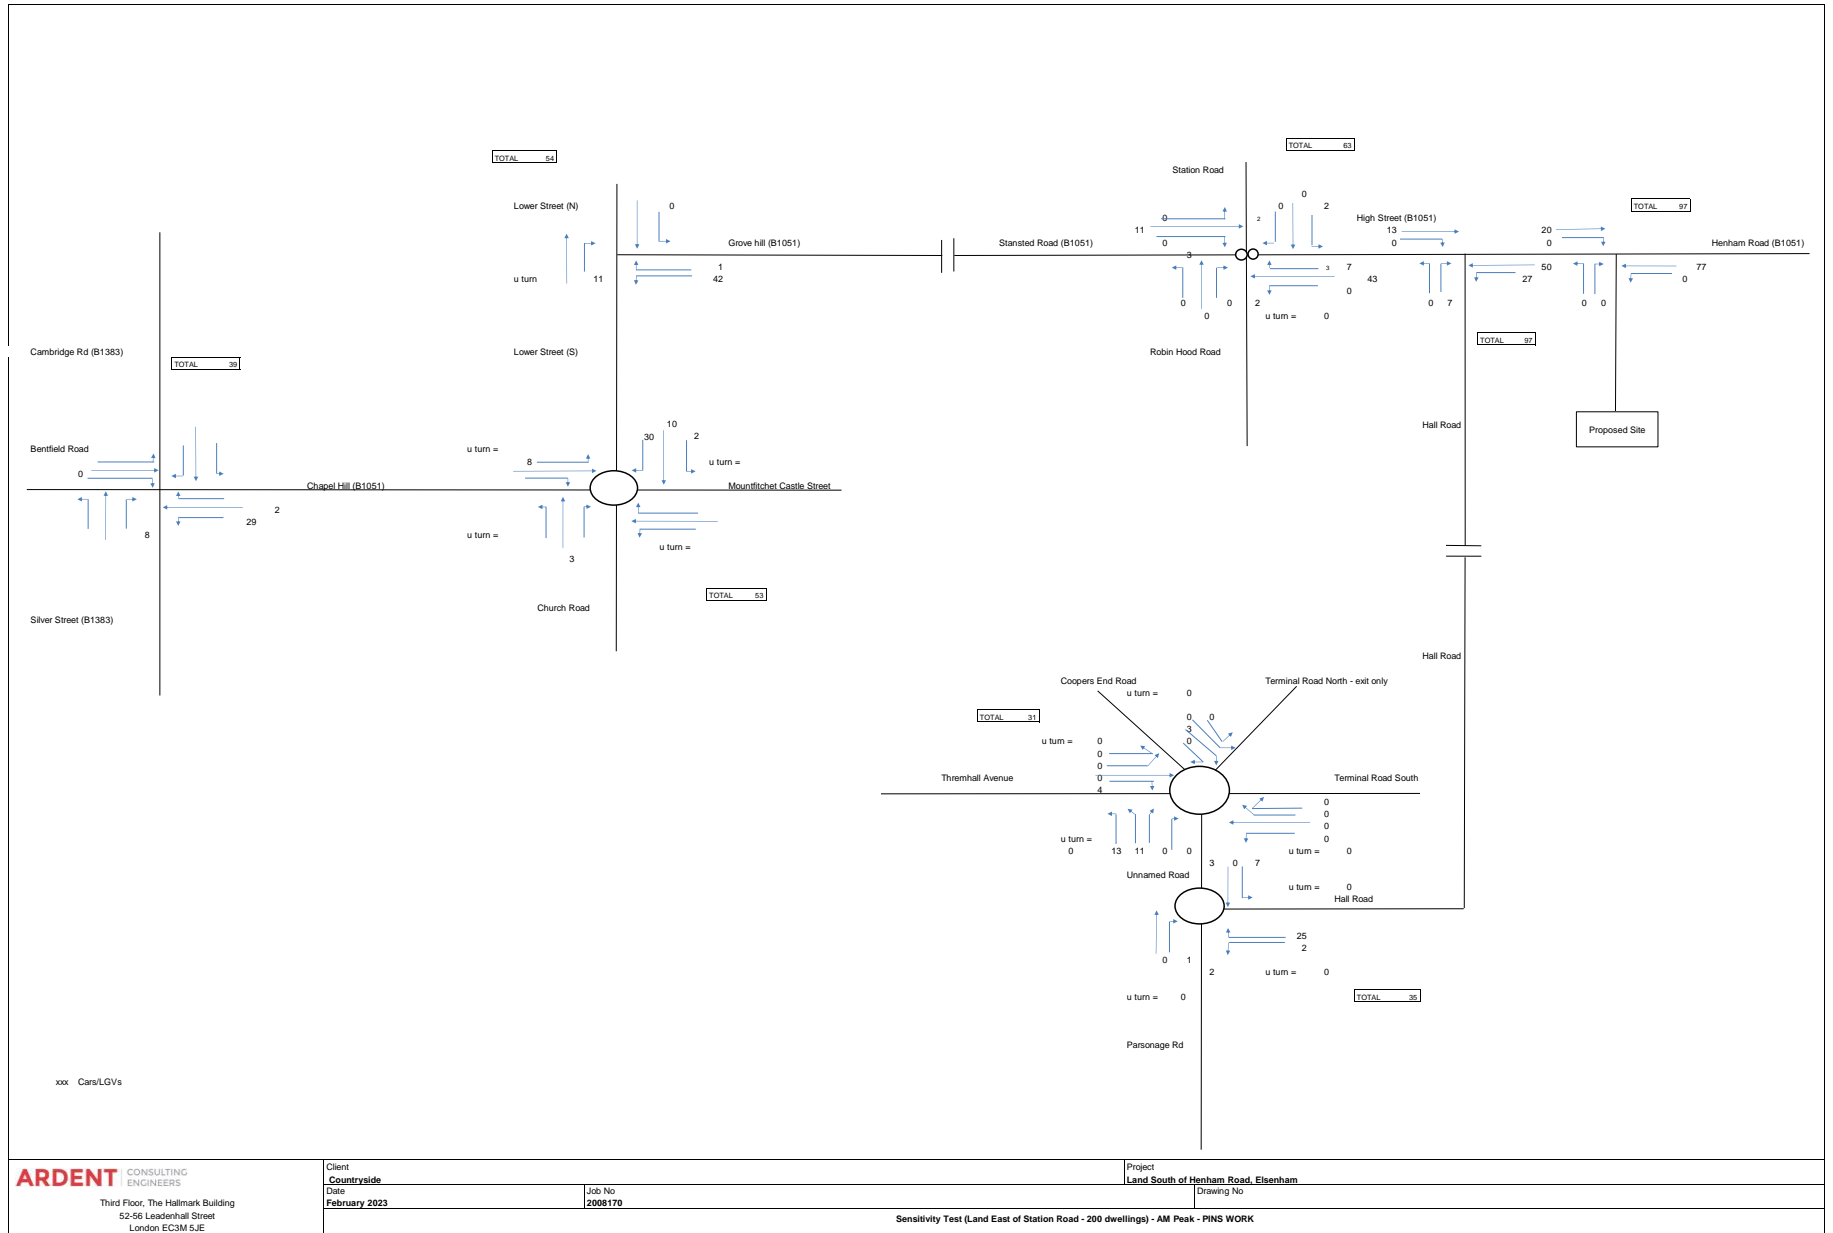 TOTAL 63
TOTAL 54
Station Road
TOTAL 97
Lower Street (N)
0
0
0
2
0
2
High Street (B1051)
11
13
20
Grove hill (B1051)
Stansted Road (B1051)
0
0
0
Henham Road (B1051)
3
1
3
7
50
77
u turn
11
42
43
27
0
0
0
0
2
0
7
0
0
0
u turn =
0
TOTAL 97
Cambridge Rd (B1383)
Lower Street (S)
Robin Hood Road
TOTAL 39
10
Hall Road
Proposed Site
30
2
Bentfield Road
u turn =
8
u turn =
0
Chapel Hill (B1051)
Mountfitchet Castle Street
2
29
8
u turn =
u turn =
3
TOTAL 53
Church Road
Silver Street (B1383)
Hall Road
Coopers End Road
Terminal Road North - exit only
u turn =
0
TOTAL 31
0
0
3
u turn =
0
0
0
0
Thremhall Avenue
0
Terminal Road South
4
0
0
0
u turn =
0
0
13
11
0
0
u turn =
0
3
0
7
Unnamed Road
u turn =
0
Hall Road
25
2
0
1
2
u turn =
0
u turn =
0
TOTAL 35
Parsonage Rd
xxx Cars/LGVs
ARDENT CONSULTING
ENGINEERS
Third Floor, The Hallmark Building
52-56 Leadenhall Street
London EC3M 5JE
Client
Countryside
Project
Land South of Henham Road, Elsenham
Date
February 2023
Job No
2008170
Drawing No
Sensitivity Test (Land East of Station Road - 200 dwellings) - AM Peak - PINS WORK